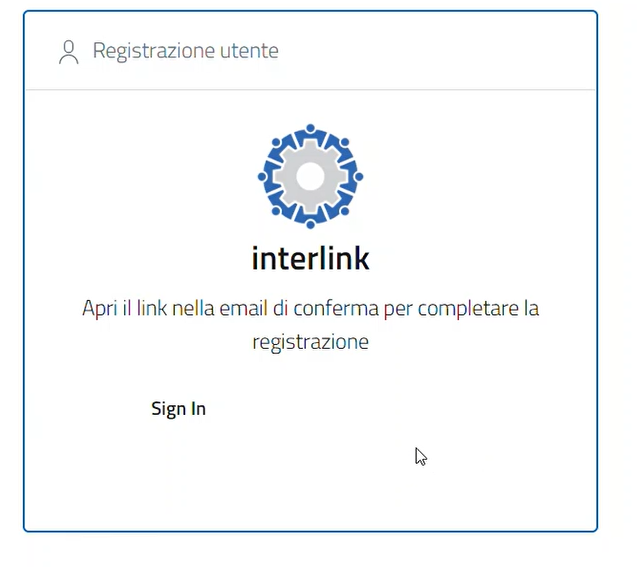 Registrazione utente
interlink
Apri il link nella email di conferma per completare la
registrazione
Sign In